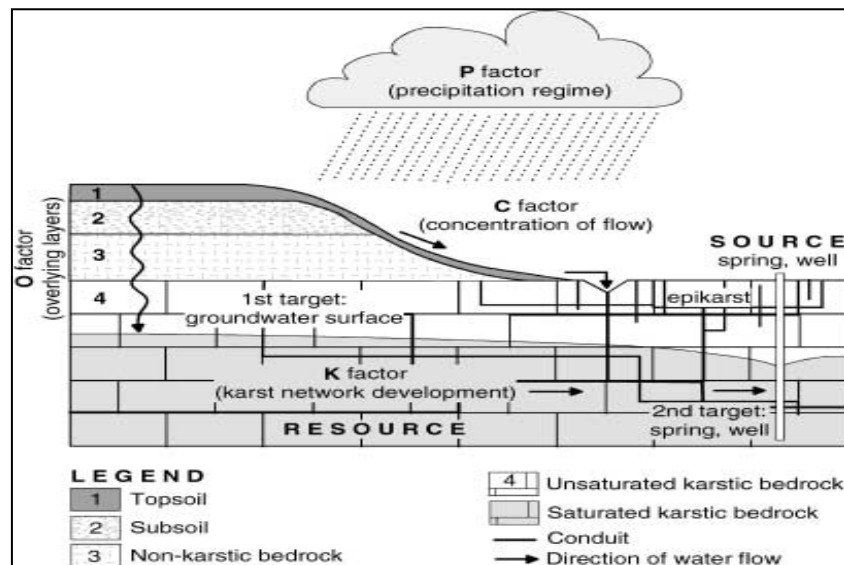 P factor
(precipitation regime)
C factor
(concentration of flow)
O factor
(overlying layers)
1
2
3
4
SOURCE
spring, well
1st target:
groundwater surface
epikarst
K factor
(karst network development)
2nd target:
spring, well
RESOURCE
LEGEND
1 Topsoil
2 Subsoil
3 Non-karstic bedrock
4 Unsaturated karstic bedrock
Saturated karstic bedrock
Conduit
Direction of water flow